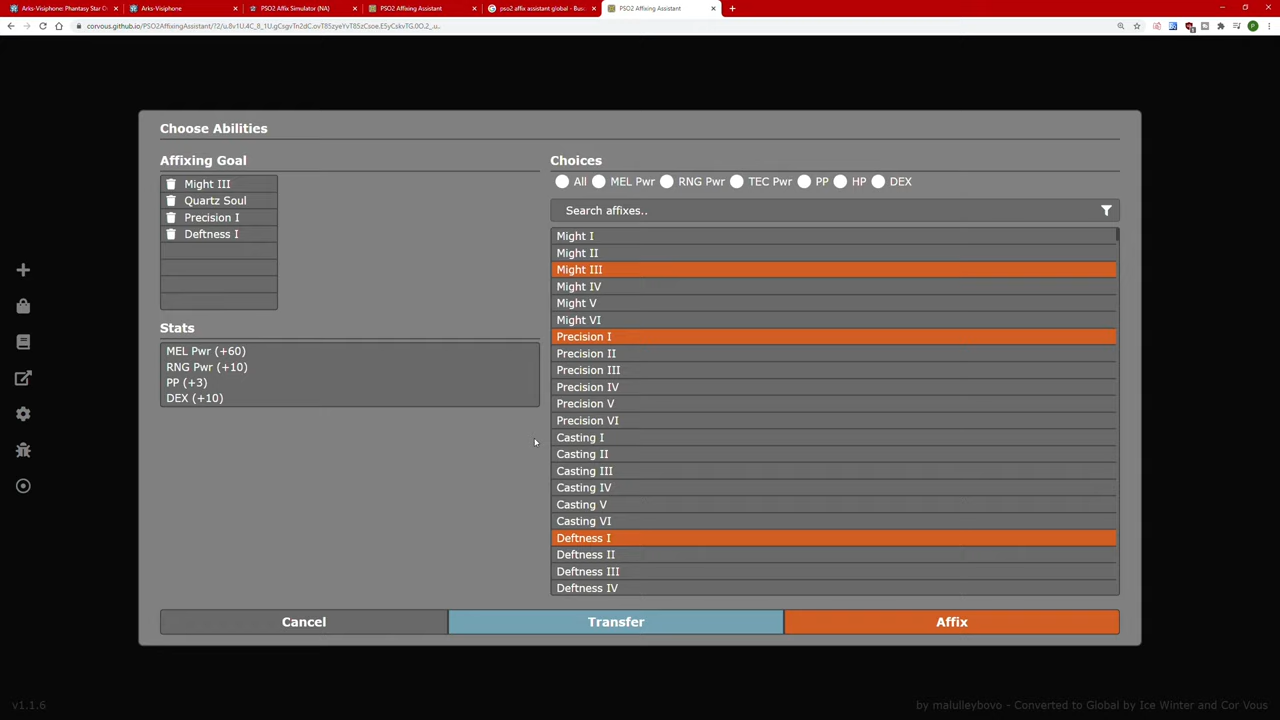 Arks-Visiphone: Phantasy Star O
Arks-Visiphone
PSO2 Affix Simulator (NA)
PSO2 Affixing Assistant
pso2 affix assistant global - Bus
PSO2 Affixing Assistant
Choose Abilities
Affixing Goal
Might III
Quartz Soul
Precision I
Deftness I
Stats
MEL Pwr (+60)
RNG Pwr (+10)
PP (+3)
DEX (+10)
Choices
All MEL Pwr RNG Pwr TEC Pwr PP HP DEX
Search affixes..
Might I
Might II
Might III
Might IV
Might V
Might VI
Precision I
Precision II
Precision III
Precision IV
Precision V
Precision VI
Casting I
Casting II
Casting III
Casting IV
Casting V
Casting VI
Deftness I
Deftness II
Deftness III
Deftness IV
Cancel
Transfer
Affix
v1.1.6
by malulleybovo - Converted to Global by Ice Winter and Cor Vous